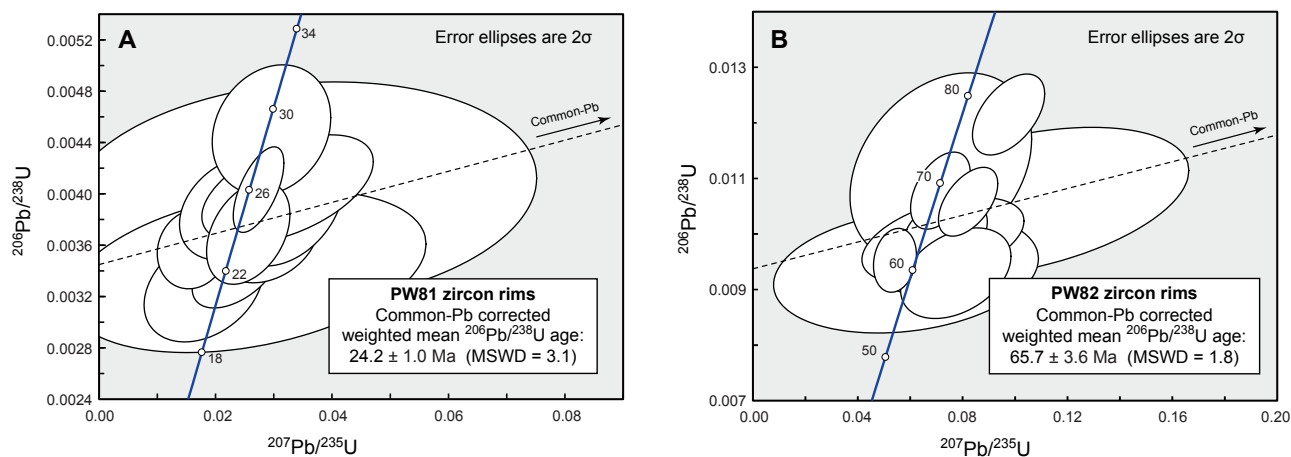 A
Error ellipses are 2σ
0.0052
0.0048
0.0044
0.0040
0.0036
0.0032
0.0028
0.0024
²⁰⁶Pb/²³⁸U
34
30
26
22
18
Common-Pb
PW81 zircon rims
Common-Pb corrected
weighted mean ²⁰⁶Pb/²³⁸U age:
24.2 ± 1.0 Ma (MSWD = 3.1)
0.00
0.02
0.04
0.06
0.08
²⁰⁷Pb/²³⁵U
B
Error ellipses are 2σ
0.013
0.011
0.009
0.007
²⁰⁶Pb/²³⁸U
80
70
60
50
Common-Pb
PW82 zircon rims
Common-Pb corrected
weighted mean ²⁰⁶Pb/²³⁸U age:
65.7 ± 3.6 Ma (MSWD = 1.8)
0.00
0.04
0.08
0.12
0.16
0.20
²⁰⁷Pb/²³⁵U